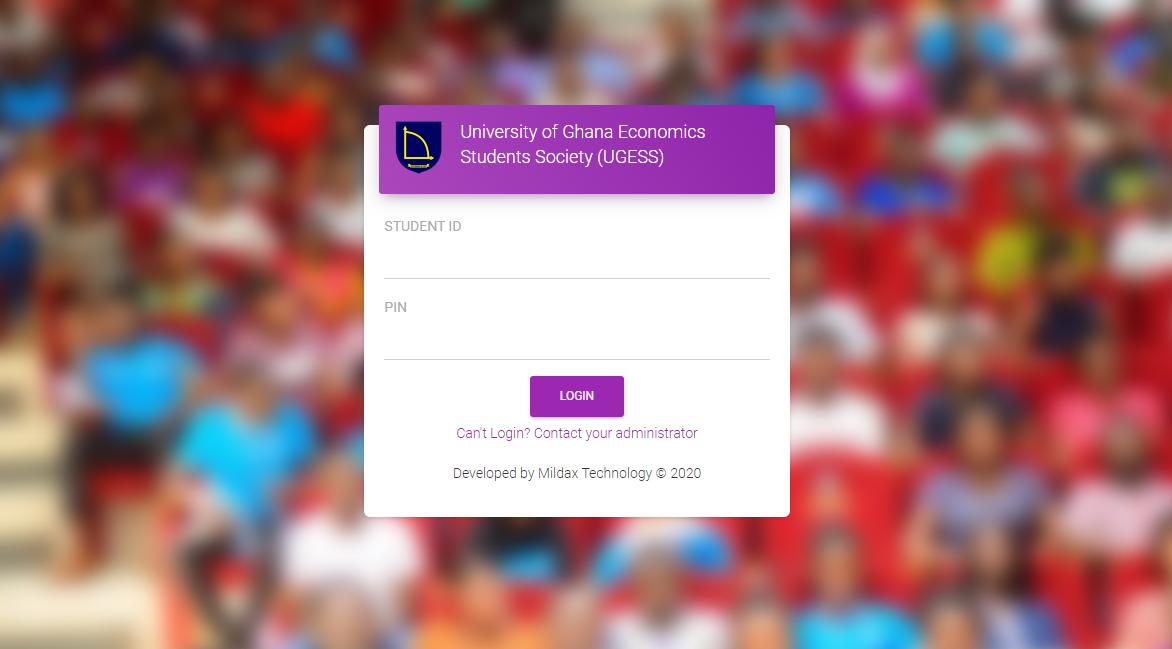 University of Ghana Economics
Students Society (UGESS)
STUDENT ID
PIN
LOGIN
Can't Login? Contact your administrator
Developed by Mildax Technology © 2020